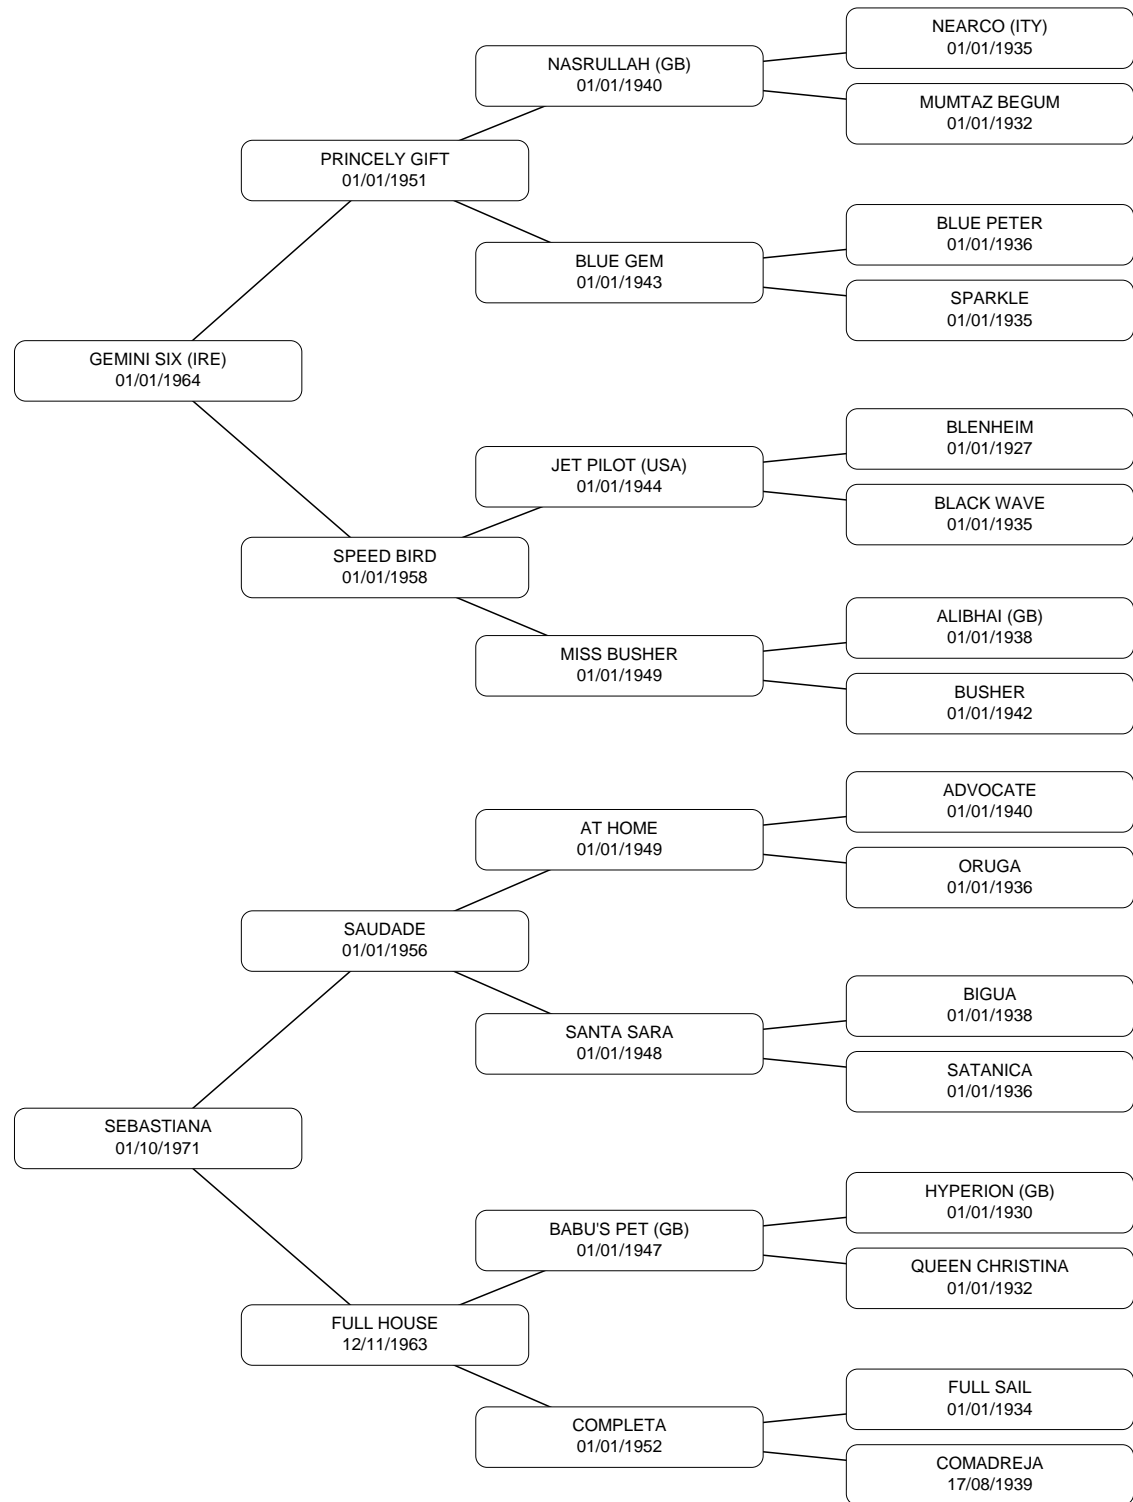 NEARCO (ITY)
01/01/1935
NASRULLAH (GB)
01/01/1940
MUMTAZ BEGUM
01/01/1932
PRINCELY GIFT
01/01/1951
BLUE PETER
01/01/1936
BLUE GEM
01/01/1943
SPARKLE
01/01/1935
GEMINI SIX (IRE)
01/01/1964
BLENHEIM
01/01/1927
JET PILOT (USA)
01/01/1944
BLACK WAVE
01/01/1935
SPEED BIRD
01/01/1958
ALIBHAI (GB)
01/01/1938
MISS BUSHER
01/01/1949
BUSHER
01/01/1942
ADVOCATE
01/01/1940
AT HOME
01/01/1949
ORUGA
01/01/1936
SAUDADE
01/01/1956
BIGUA
01/01/1938
SANTA SARA
01/01/1948
SATANICA
01/01/1936
SEBASTIANA
01/10/1971
HYPERION (GB)
01/01/1930
BABU'S PET (GB)
01/01/1947
QUEEN CHRISTINA
01/01/1932
FULL HOUSE
12/11/1963
FULL SAIL
01/01/1934
COMPLETA
01/01/1952
COMADREJA
17/08/1939